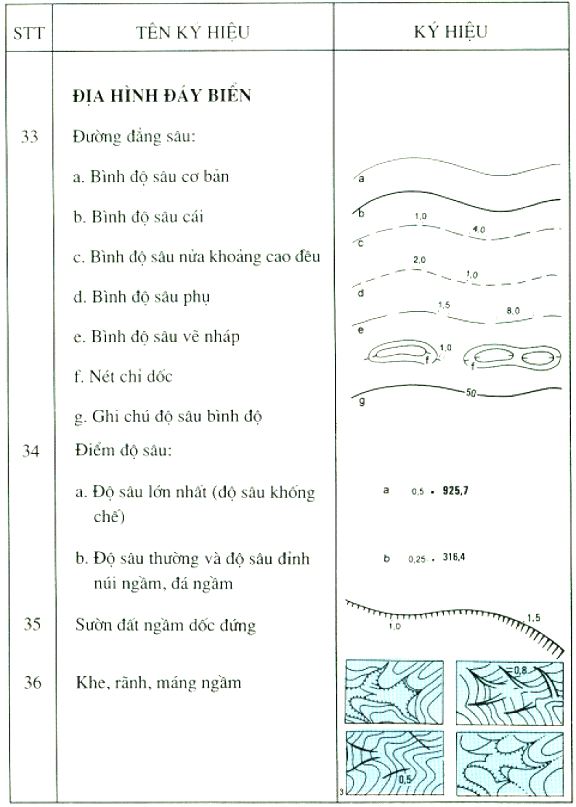 STT TÊN KÝ HIỆU KÝ HIỆU
ĐỊA HÌNH ĐÁY BIỂN
33 Đường đẳng sâu:
a. Bình độ sâu cơ bản
a
b. Bình độ sâu cái
b
1,0 4.0
c. Bình độ sâu nửa khoảng cao đều
c
2,0 1,0
d. Bình độ sâu phụ
d
1,5 8,0
e. Bình độ sâu vẽ nháp
e
f 1,0 f
f. Nét chỉ dốc
50
g. Ghi chú độ sâu bình độ
g
34 Điểm độ sâu:
a. Độ sâu lớn nhất (độ sâu khống
chế)
a 0,5 . 925,7
b. Độ sâu thường và độ sâu đỉnh
núi ngầm, đá ngầm
b 0,25 . 316,4
35 Sườn đất ngầm dốc đứng
1,0 1,5
36 Khe, rãnh, máng ngầm
0,8
0,5
3